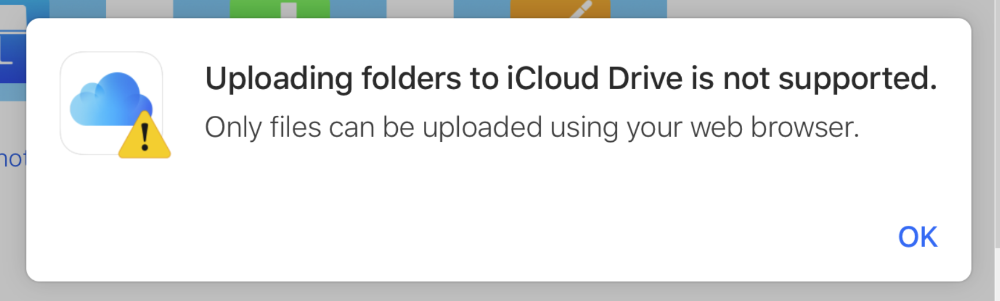 Uploading folders to iCloud Drive is not supported.
Only files can be uploaded using your web browser.
OK